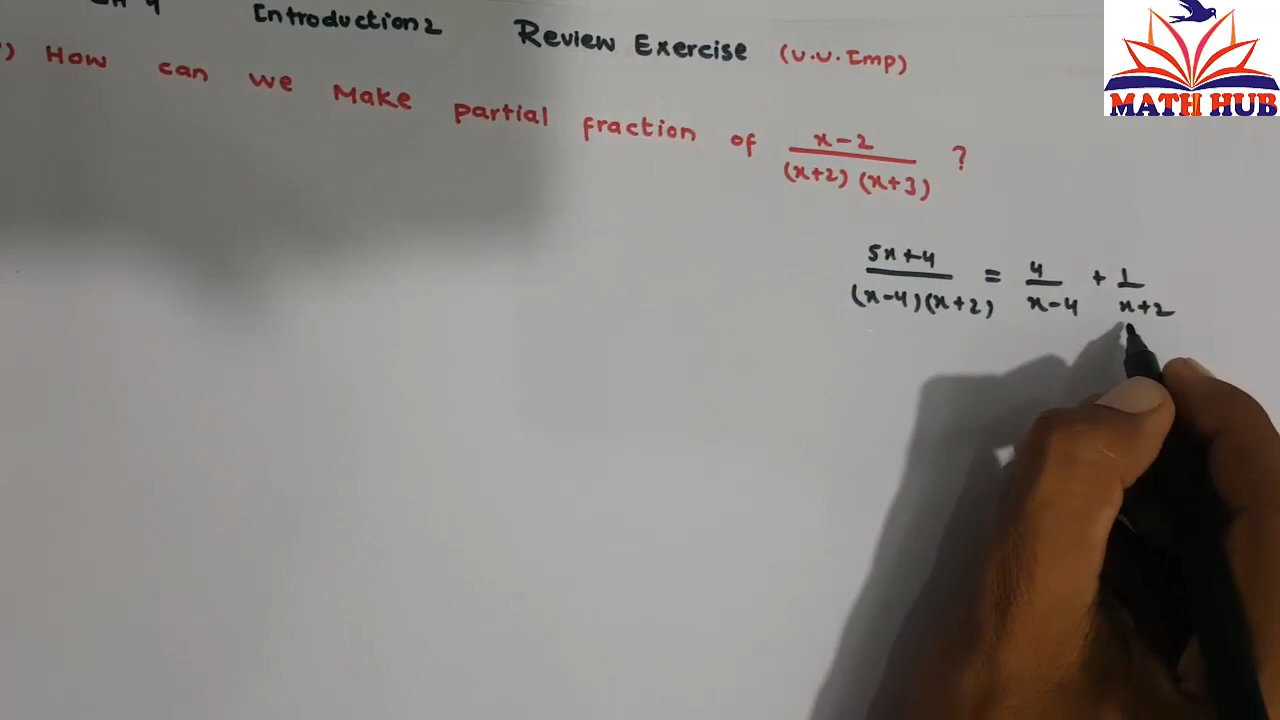 4 Introduction2 Review Exercise (U.U.Imp)
) How can we Make partial fraction of x-2 / (x+2) (x+3) ?
5x+4 / (x-4)(x+2) = 4 / x-4 + 1 / x+2
MATH HUB